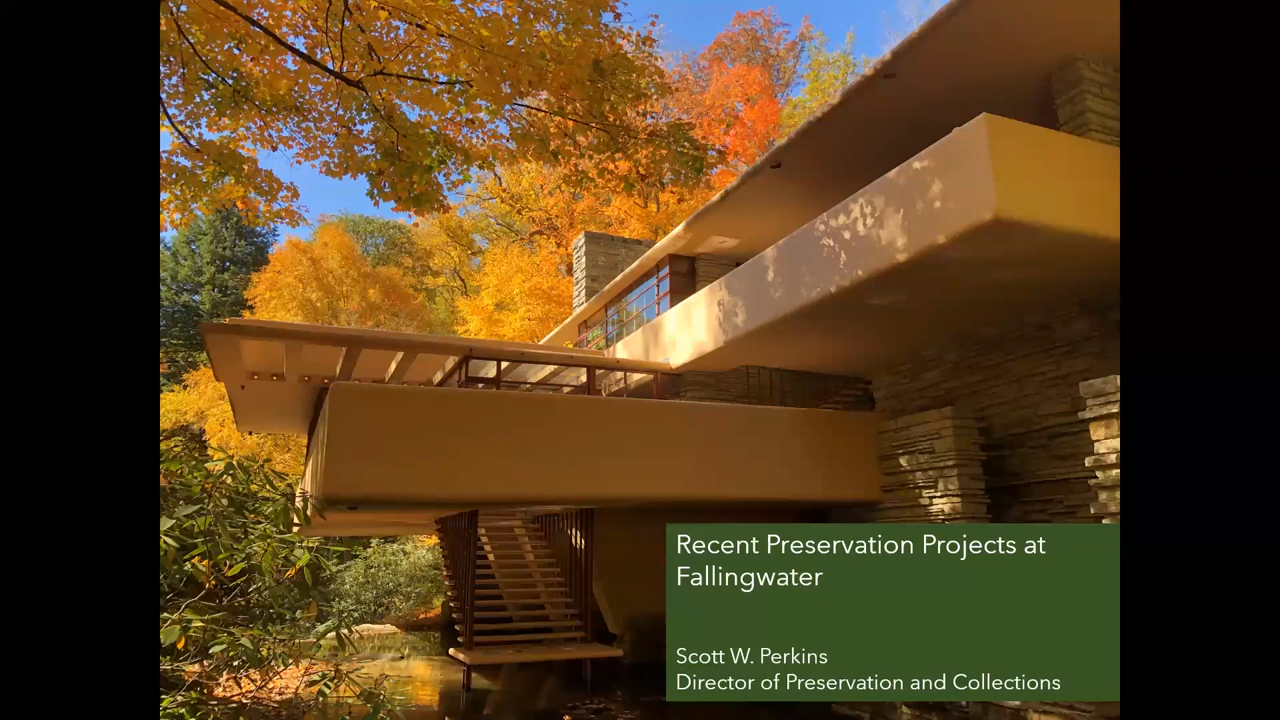 Recent Preservation Projects at
Fallingwater
Scott W. Perkins
Director of Preservation and Collections